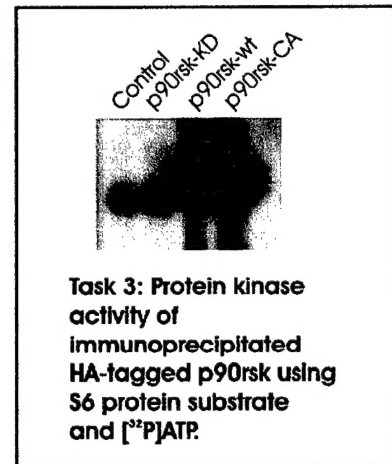 Control
p90rsk-KD
p90rsk-wt
p90rsk-CA
Task 3: Protein kinase
activity of
immunoprecipitated
HA-tagged p90rsk using
S6 protein substrate
and [³²P]ATP.